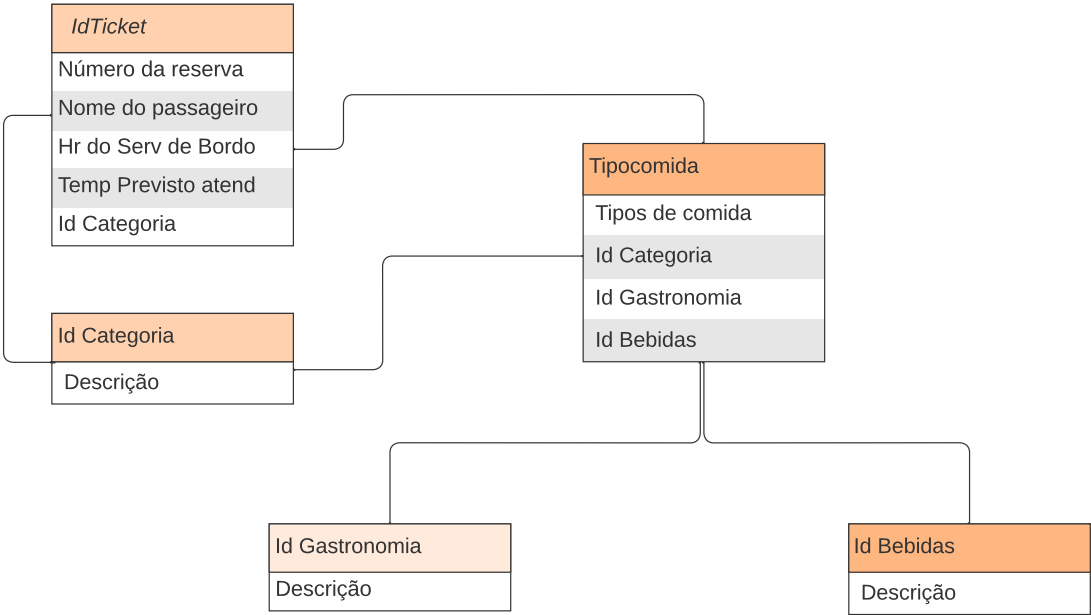 IdTicket
Número da reserva
Nome do passageiro
Hr do Serv de Bordo
Temp Previsto atend
Id Categoria
Tipocomida
Tipos de comida
Id Categoria
Id Gastronomia
Id Bebidas
Id Categoria
Descrição
Id Gastronomia
Descrição
Id Bebidas
Descrição